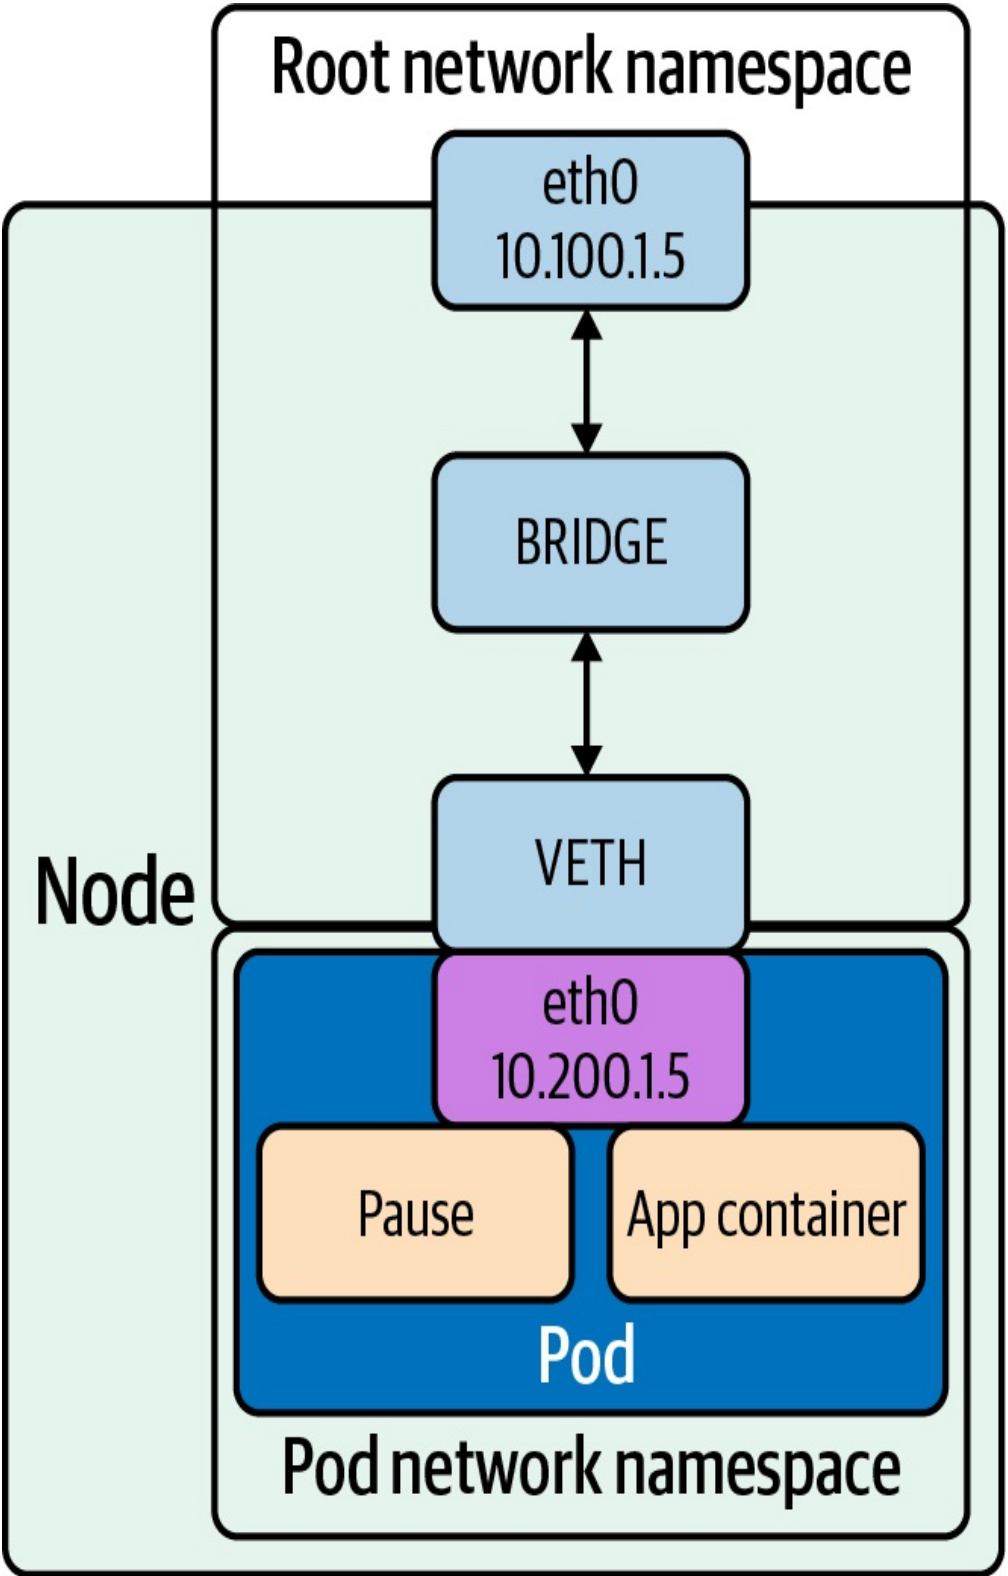 Root network namespace
eth0
10.100.1.5
BRIDGE
VETH
Node
eth0
10.200.1.5
Pause
App container
Pod
Pod network namespace